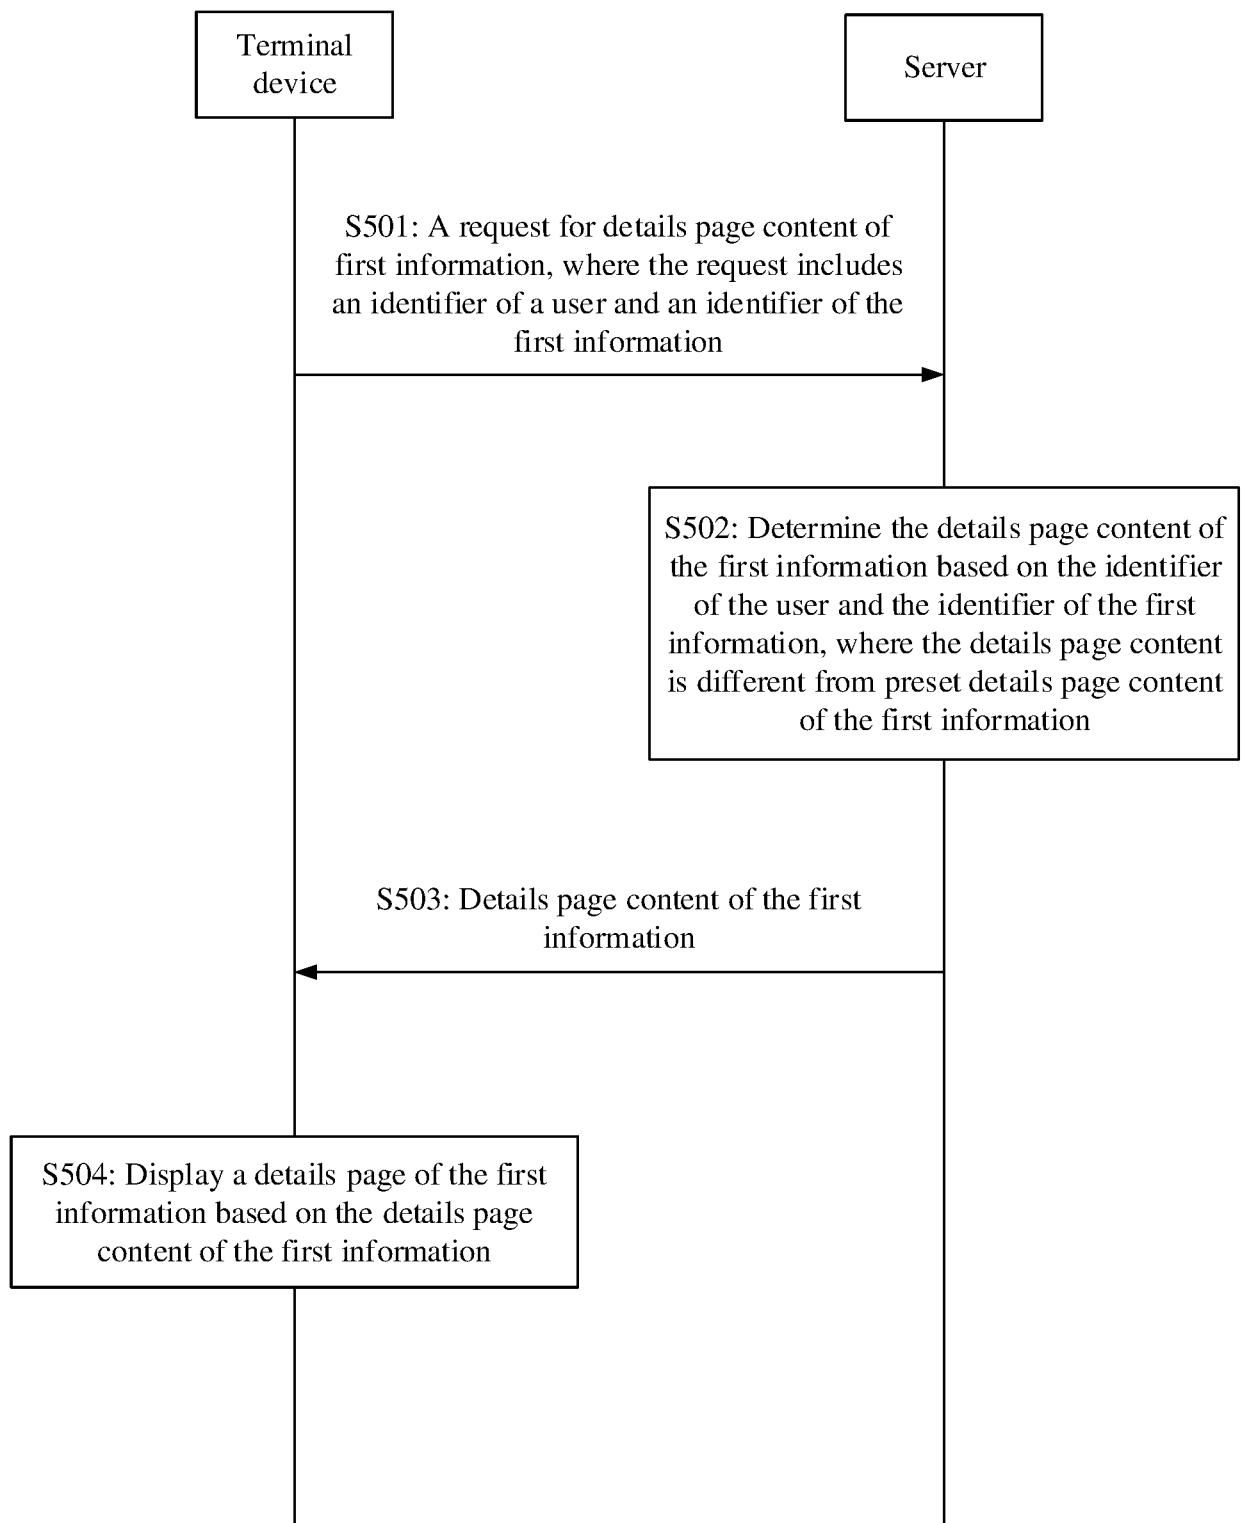 Terminal
device
Server
S501: A request for details page content of
first information, where the request includes
an identifier of a user and an identifier of the
first information
S502: Determine the details page content of
the first information based on the identifier
of the user and the identifier of the first
information, where the details page content
is different from preset details page content
of the first information
S503: Details page content of the first
information
S504: Display a details page of the first
information based on the details page
content of the first information